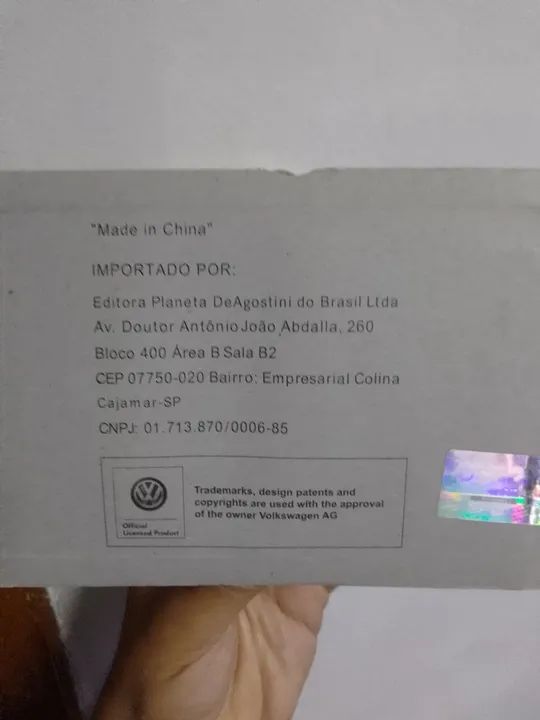 "Made in China"
IMPORTADO POR:
Editora Planeta DeAgostini do Brasil Ltda
Av. Doutor Antônio João Abdalla, 260
Bloco 400 Área B Sala B2
CEP 07750-020 Bairro: Empresarial Colina
Cajamar-SP
CNPJ: 01.713.870/0006-85
Official
Licensed Product
Trademarks, design patents and
copyrights are used with the approval
of the owner Volkswagen AG